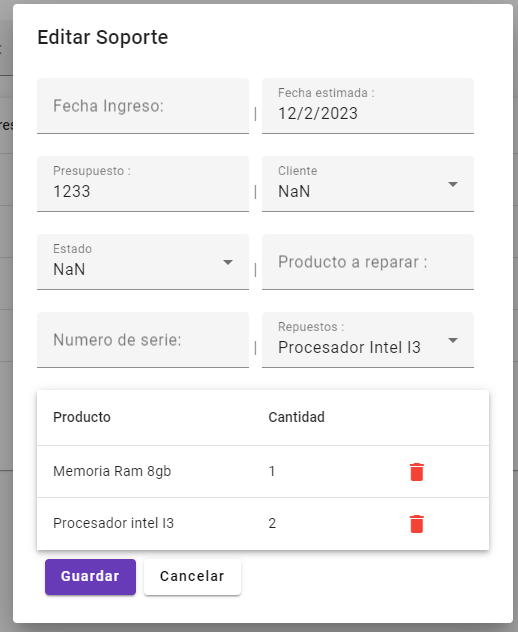 Editar Soporte
Fecha Ingreso: | Fecha estimada :
12/2/2023
Presupuesto : | Cliente
1233 NaN
Estado | Producto a reparar :
NaN
Numero de serie: | Repuestos :
Procesador Intel I3
Producto Cantidad
Memoria Ram 8gb 1
Procesador intel I3 2
Guardar Cancelar